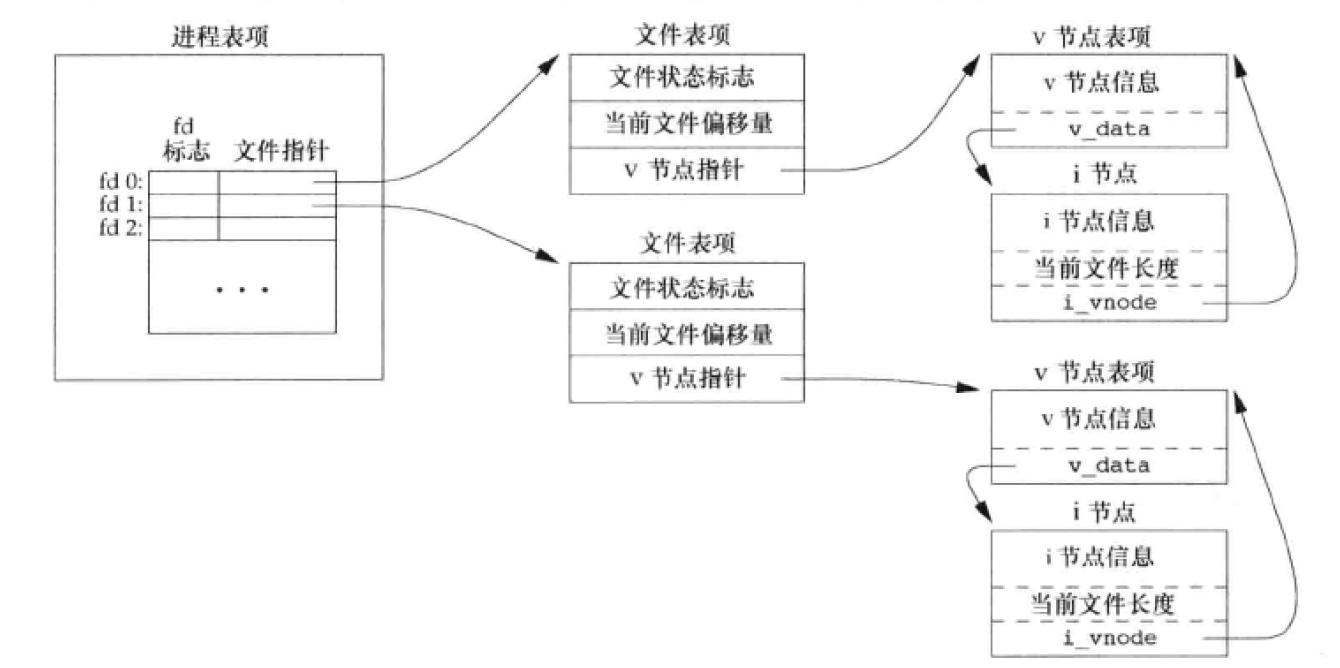 进程表项
fd
标志 文件指针
fd 0:
fd 1:
fd 2:
文件表项
文件状态标志
当前文件偏移量
v 节点指针
文件表项
文件状态标志
当前文件偏移量
v 节点指针
v 节点表项
v 节点信息
v_data
i 节点
i 节点信息
当前文件长度
i_vnode
v 节点表项
v 节点信息
v_data
i 节点
i 节点信息
当前文件长度
i_vnode